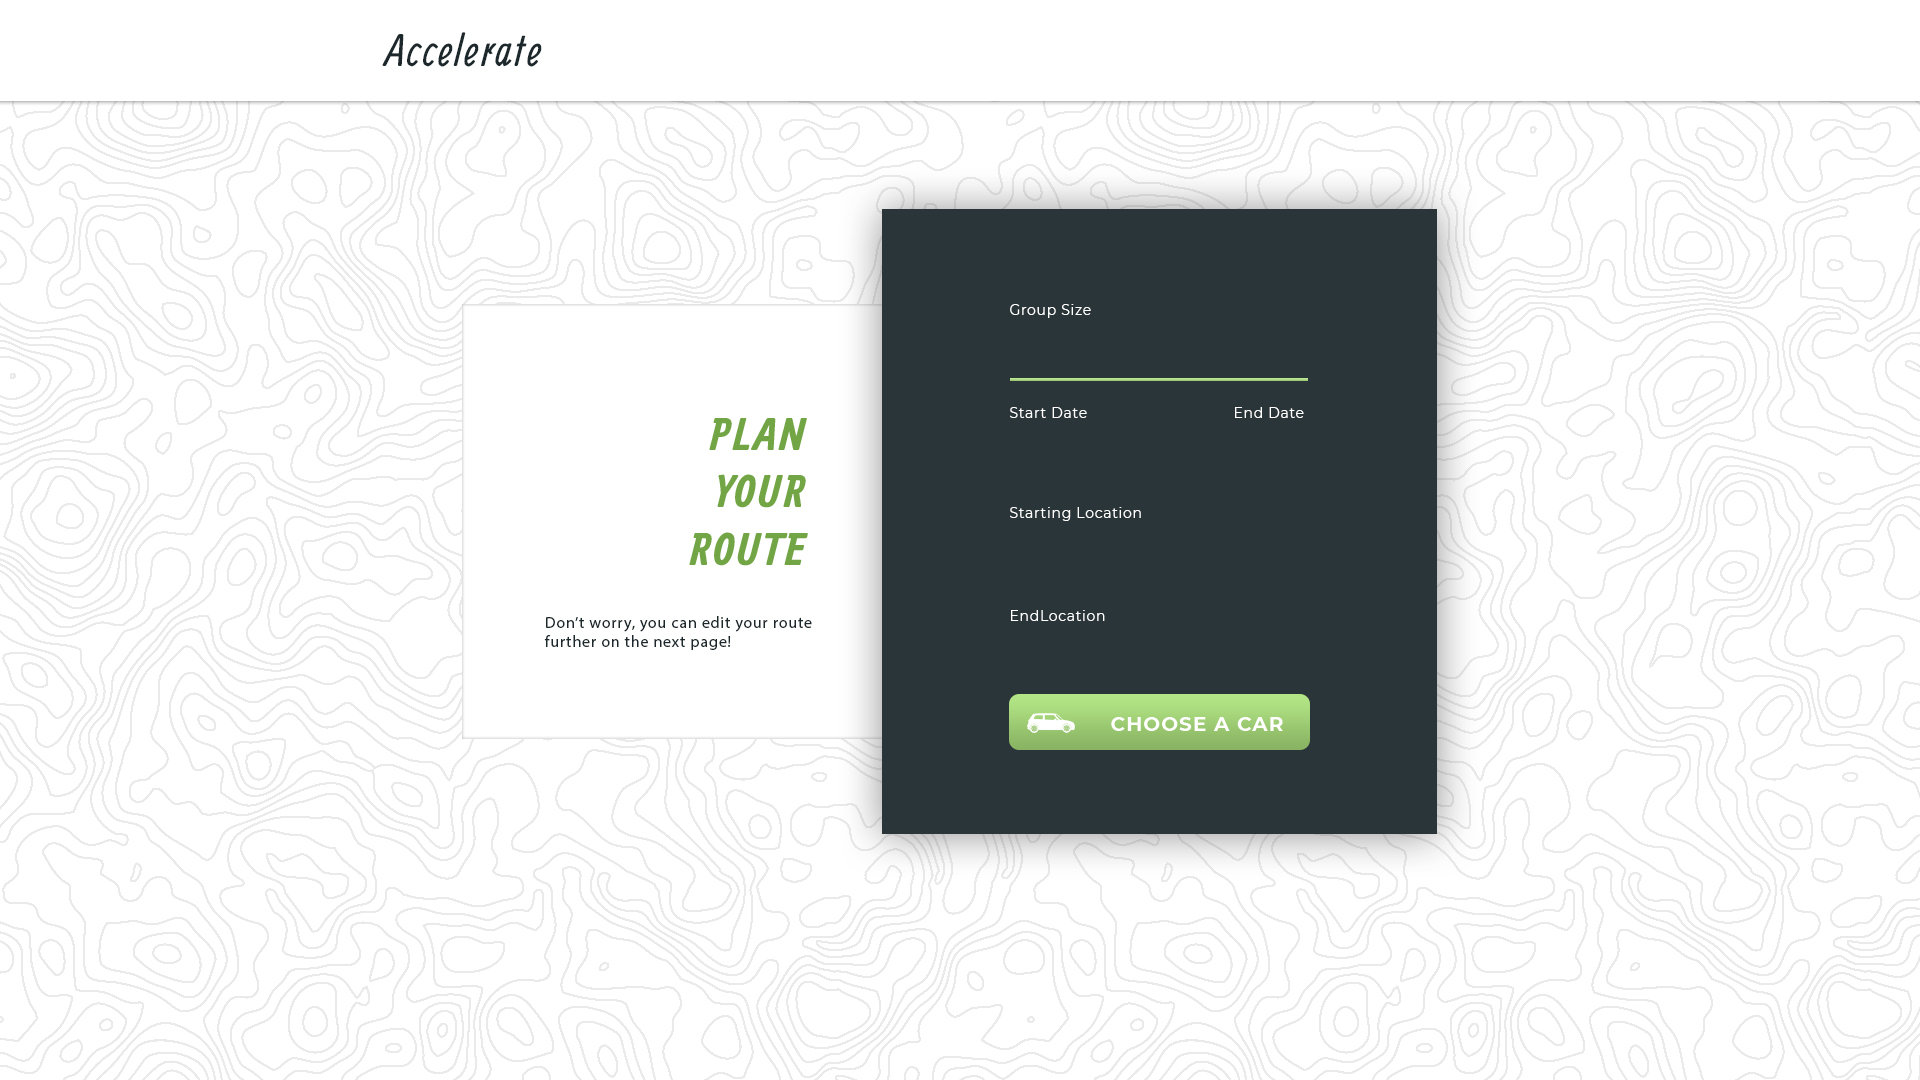 Accelerate
PLAN
YOUR
ROUTE
Don’t worry, you can edit your route
further on the next page!
Group Size
Start Date End Date
Starting Location
EndLocation
CHOOSE A CAR